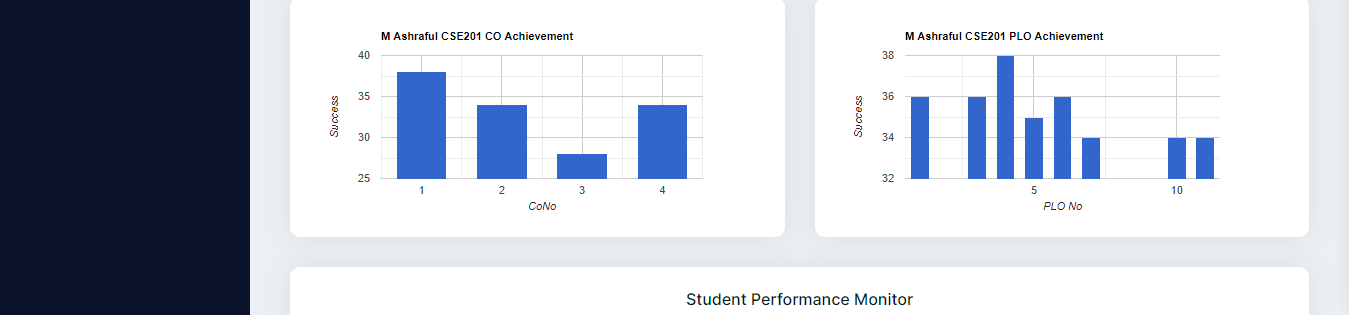 M Ashraful CSE201 CO Achievement
40
35
30
25
Success
1 2 3 4
CoNo
M Ashraful CSE201 PLO Achievement
38
36
34
32
Success
5 10
PLO No
Student Performance Monitor